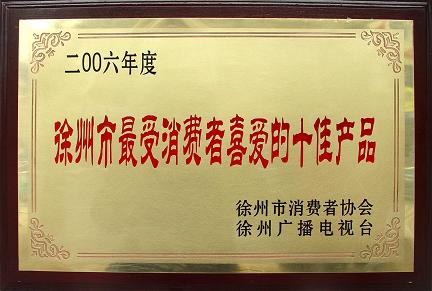 二00六年度
徐州市最受消费者喜爱的十佳产品
徐州市消费者协会
徐州广播电视台